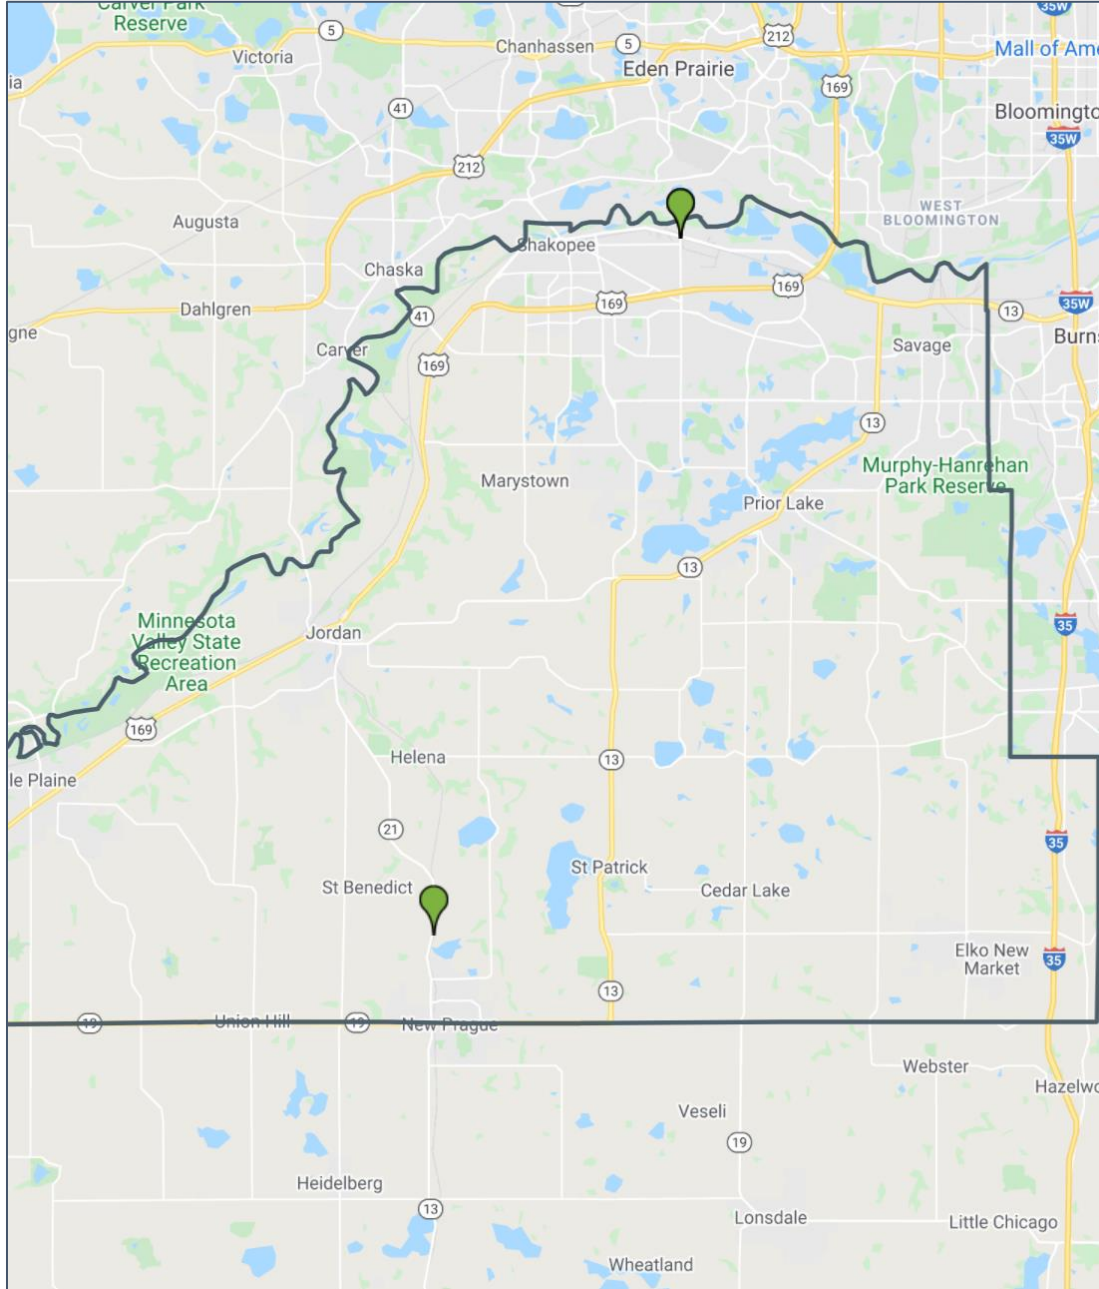 Carver Park
Reserve
35W
5
212
Chanhassen
5
Victoria
Mall of Ame
Eden Prairie
ia
169
41
Bloomingto
35W
212
WEST
BLOOMINGTON
Augusta
Shakopee
Chaska
169
169
35W
Dahlgren
41
13
gne
Savage
Burns
Carver
169
13
Murphy-Hanrehan
Park Reserve
Marystown
Prior Lake
13
Minnesota
Valley State
Recreation
Area
35
Jordan
169
Helena
13
le Plaine
21
35
St Patrick
St Benedict
Cedar Lake
Elko New
Market
35
13
19
Union Hill
19
New Prague
Webster
Hazelwo
Veseli
19
Heidelberg
13
Lonsdale
Little Chicago
Wheatland